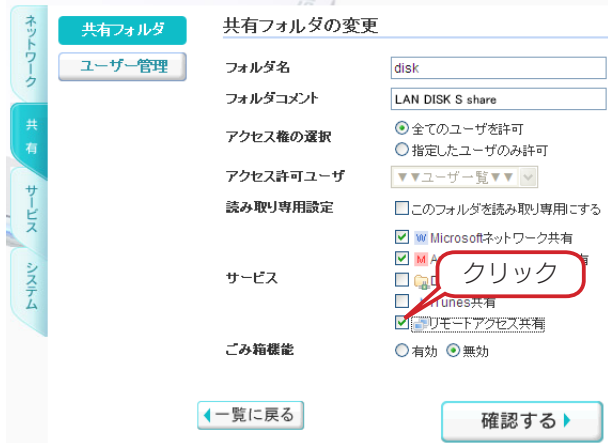 ネットワーク
共有
サービス
システム
共有フォルダ
ユーザー管理
共有フォルダの変更
フォルダ名 disk
フォルダコメント LAN DISK S share
アクセス権の選択 全てのユーザを許可
指定したユーザのみ許可
アクセス許可ユーザ ▼▼ユーザー覧▼▼
読み取り専用設定 このフォルダを読み取り専用にする
サービス
Microsoftネットワーク共有
クリック
iTunes共有
リモートアクセス共有
ごみ箱機能 有効 無効
一覧に戻る
確認する